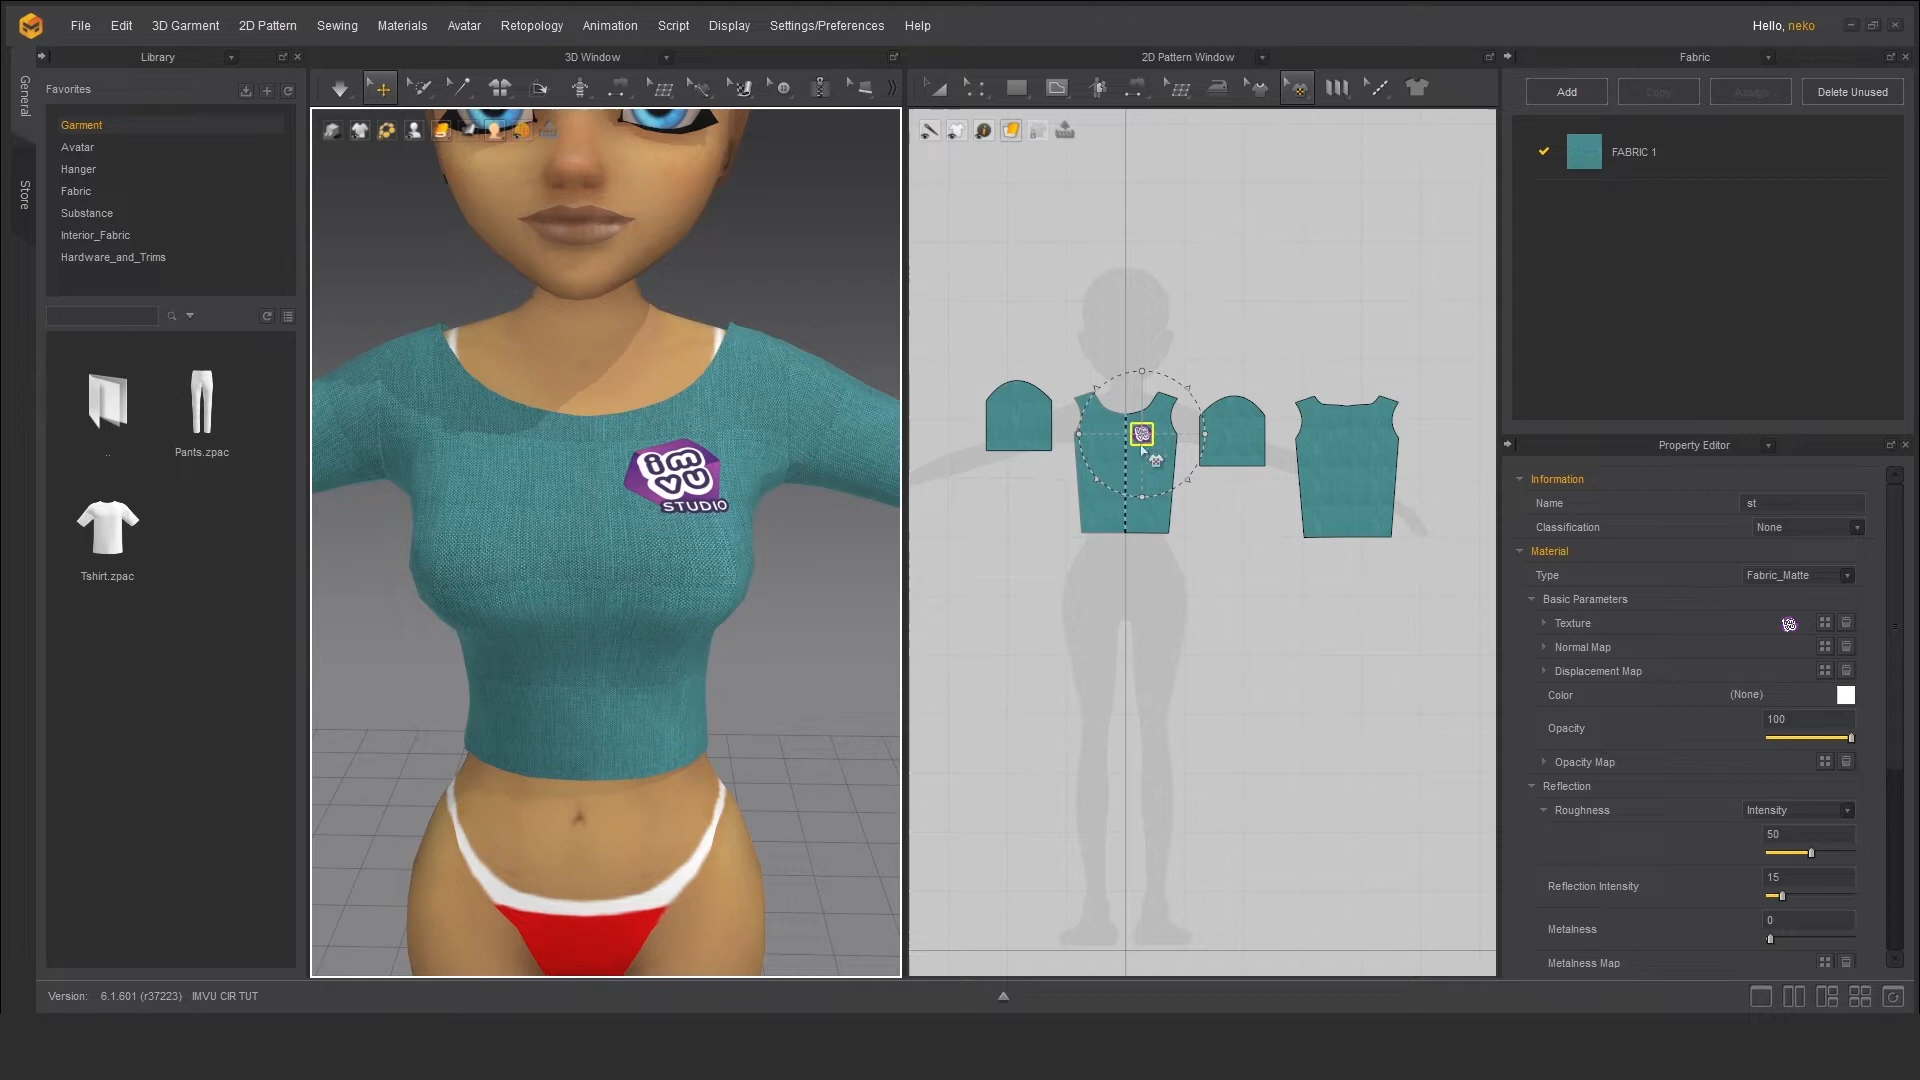 File Edit 3D Garment 2D Pattern Sewing Materials Avatar Retopology Animation Script Display Settings/Preferences Help Hello, neko
Library 3D Window 2D Pattern Window Fabric
General
Store
Favorites
Garment
Avatar
Hanger
Fabric
Substance
Interior_Fabric
Hardware_and_Trims
..
Pants.zpac
Tshirt.zpac
imvu
STUDIO
Add Copy Assign Delete Unused
FABRIC 1
Property Editor
Information
Name st
Classification None
Material
Type Fabric_Matte
Basic Parameters
Texture
Normal Map
Displacement Map
Color (None)
Opacity 100
Opacity Map
Reflection
Roughness Intensity
50
Reflection Intensity 15
Metalness 0
Metalness Map
Version: 6.1.601 (r37223) IMVU CIR TUT